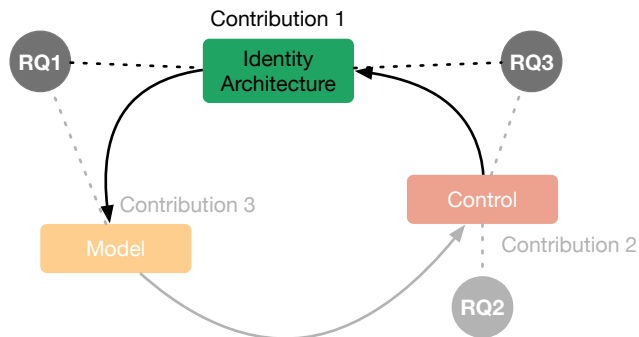 Contribution 1
RQ1
Identity
Architecture
RQ3
Contribution 3
Control
Model
Contribution 2
RQ2